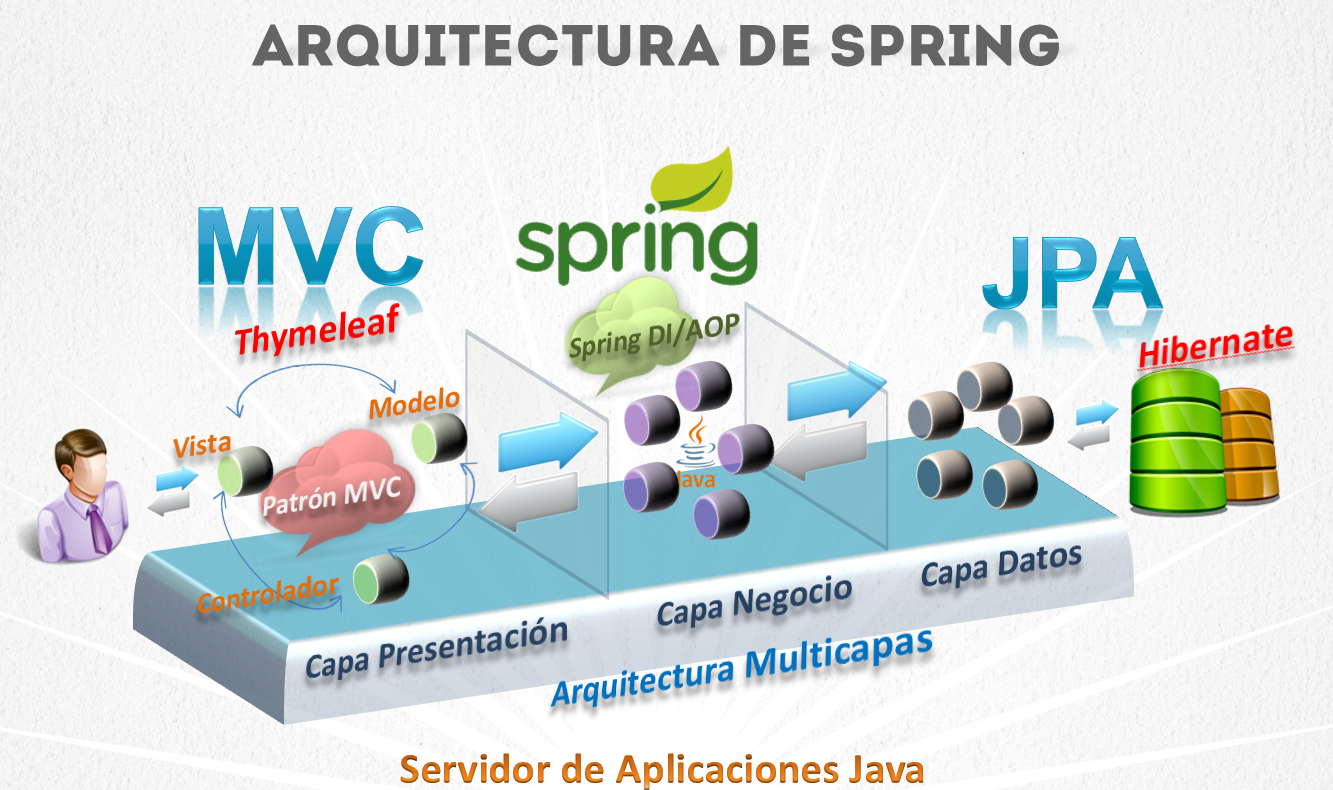 ARQUITECTURA DE SPRING
MVC
spring
JPA
Thymeleaf
Spring DI/AOP
Hibernate
Modelo
Vista
Patrón MVC
Java
Controlador
Capa Presentación
Capa Negocio
Capa Datos
Arquitectura Multicapas
Servidor de Aplicaciones Java